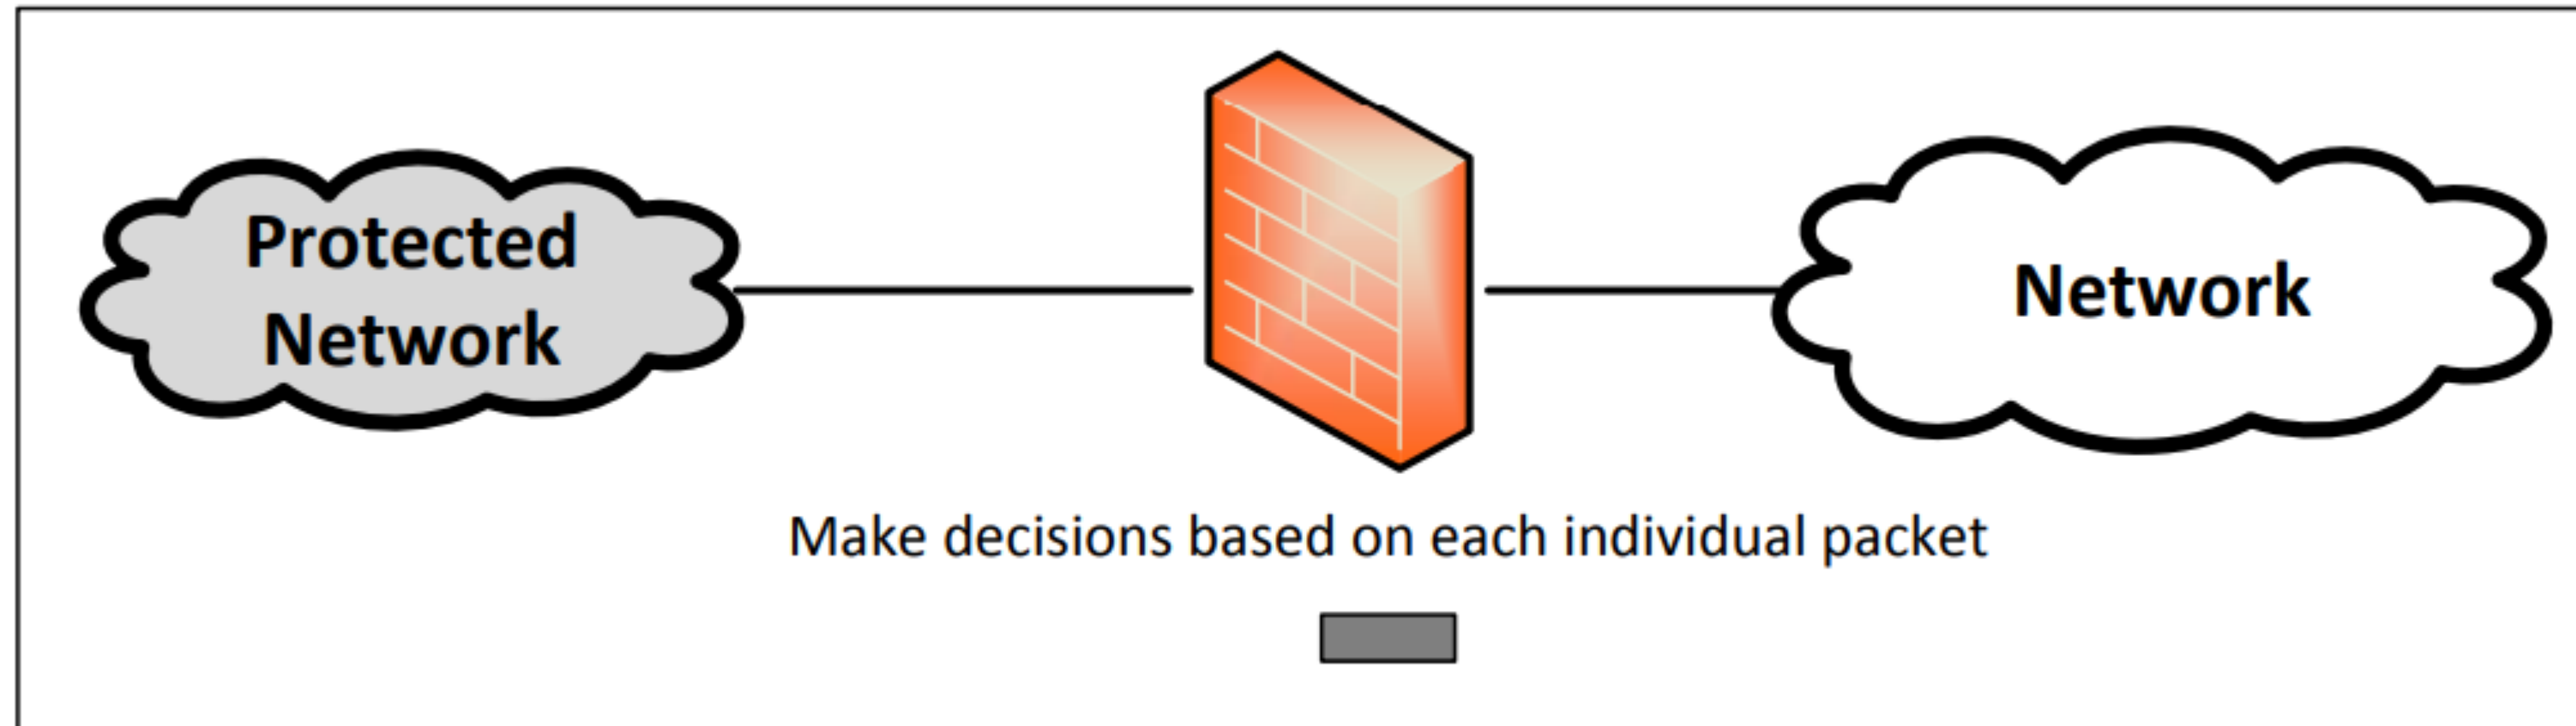 Protected
Network
Network
Make decisions based on each individual packet